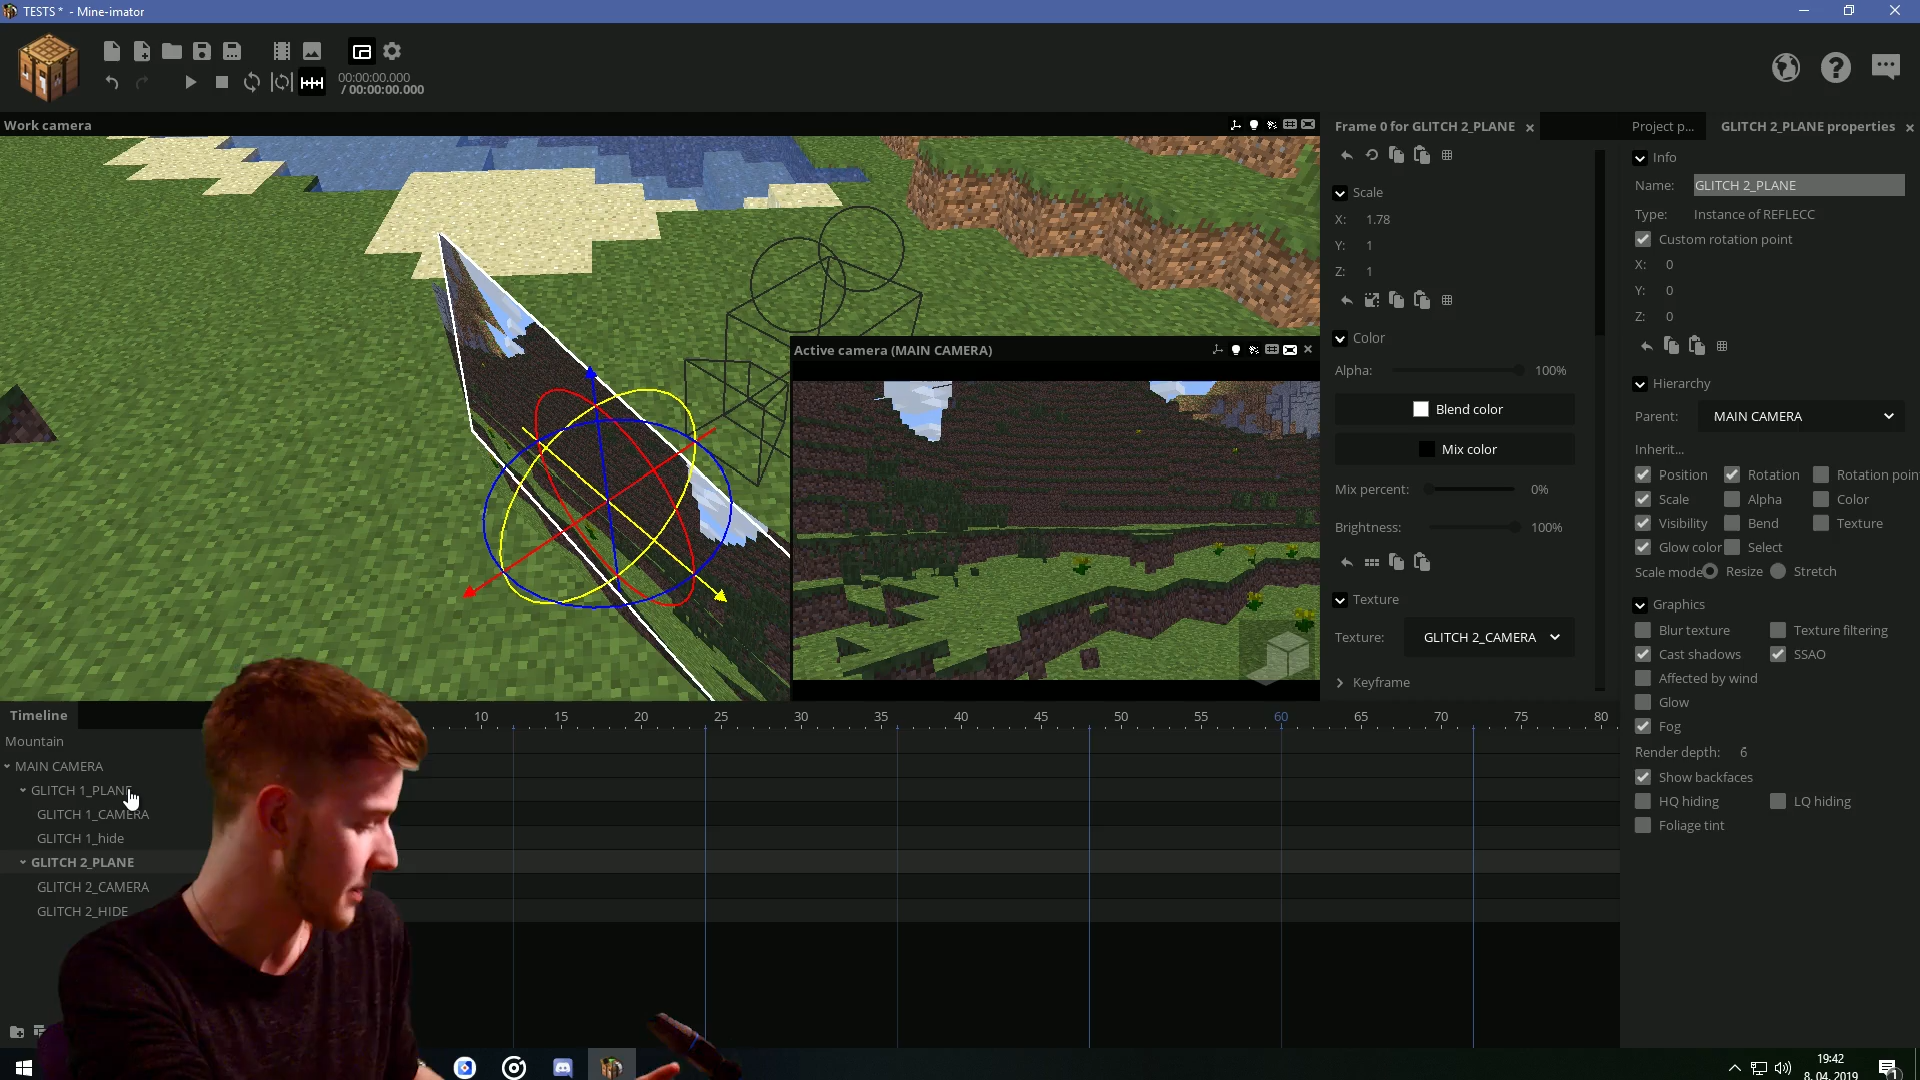 TESTS * - Mine-imator
00:00:00.000
/ 00:00:00.000
Work camera
Frame 0 for GLITCH 2_PLANE
Project p...
GLITCH 2_PLANE properties
Scale
X: 1.78
Y: 1
Z: 1
Color
Alpha: 100%
Blend color
Mix color
Mix percent: 0%
Brightness: 100%
Texture
Texture: GLITCH 2_CAMERA
Keyframe
Info
Name: GLITCH 2_PLANE
Type: Instance of REFLECC
Custom rotation point
X: 0
Y: 0
Z: 0
Hierarchy
Parent: MAIN CAMERA
Inherit...
Position Rotation Rotation poin
Scale Alpha Color
Visibility Bend Texture
Glow color Select
Scale mode Resize Stretch
Graphics
Blur texture Texture filtering
Cast shadows SSAO
Affected by wind
Glow
Fog
Render depth: 6
Show backfaces
HQ hiding LQ hiding
Foliage tint
Active camera (MAIN CAMERA)
Timeline
10 15 20 25 30 35 40 45 50 55 60 65 70 75 80
Mountain
MAIN CAMERA
GLITCH 1_PLANE
GLITCH 1_CAMERA
GLITCH 1_hide
GLITCH 2_PLANE
GLITCH 2_CAMERA
GLITCH 2_HIDE
19:42
8. 04. 2019
1